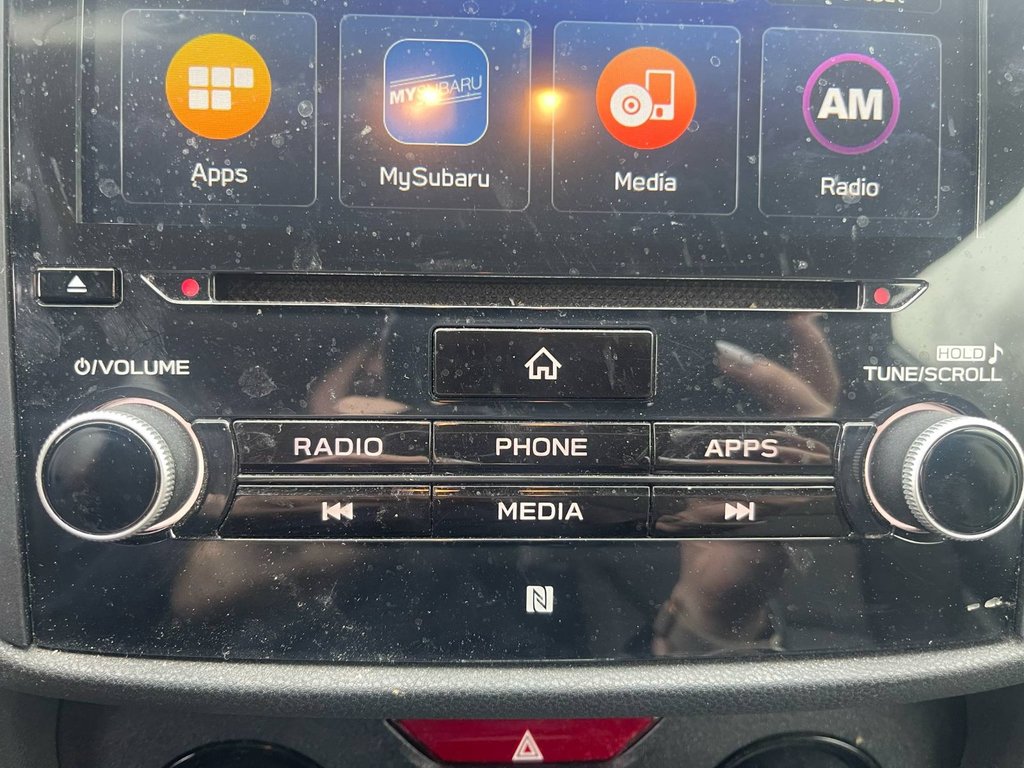 MYSUBARU
AM
Apps
MySubaru
Media
Radio
⏻/VOLUME
HOLD
TUNE/SCROLL
RADIO
PHONE
APPS
MEDIA
N